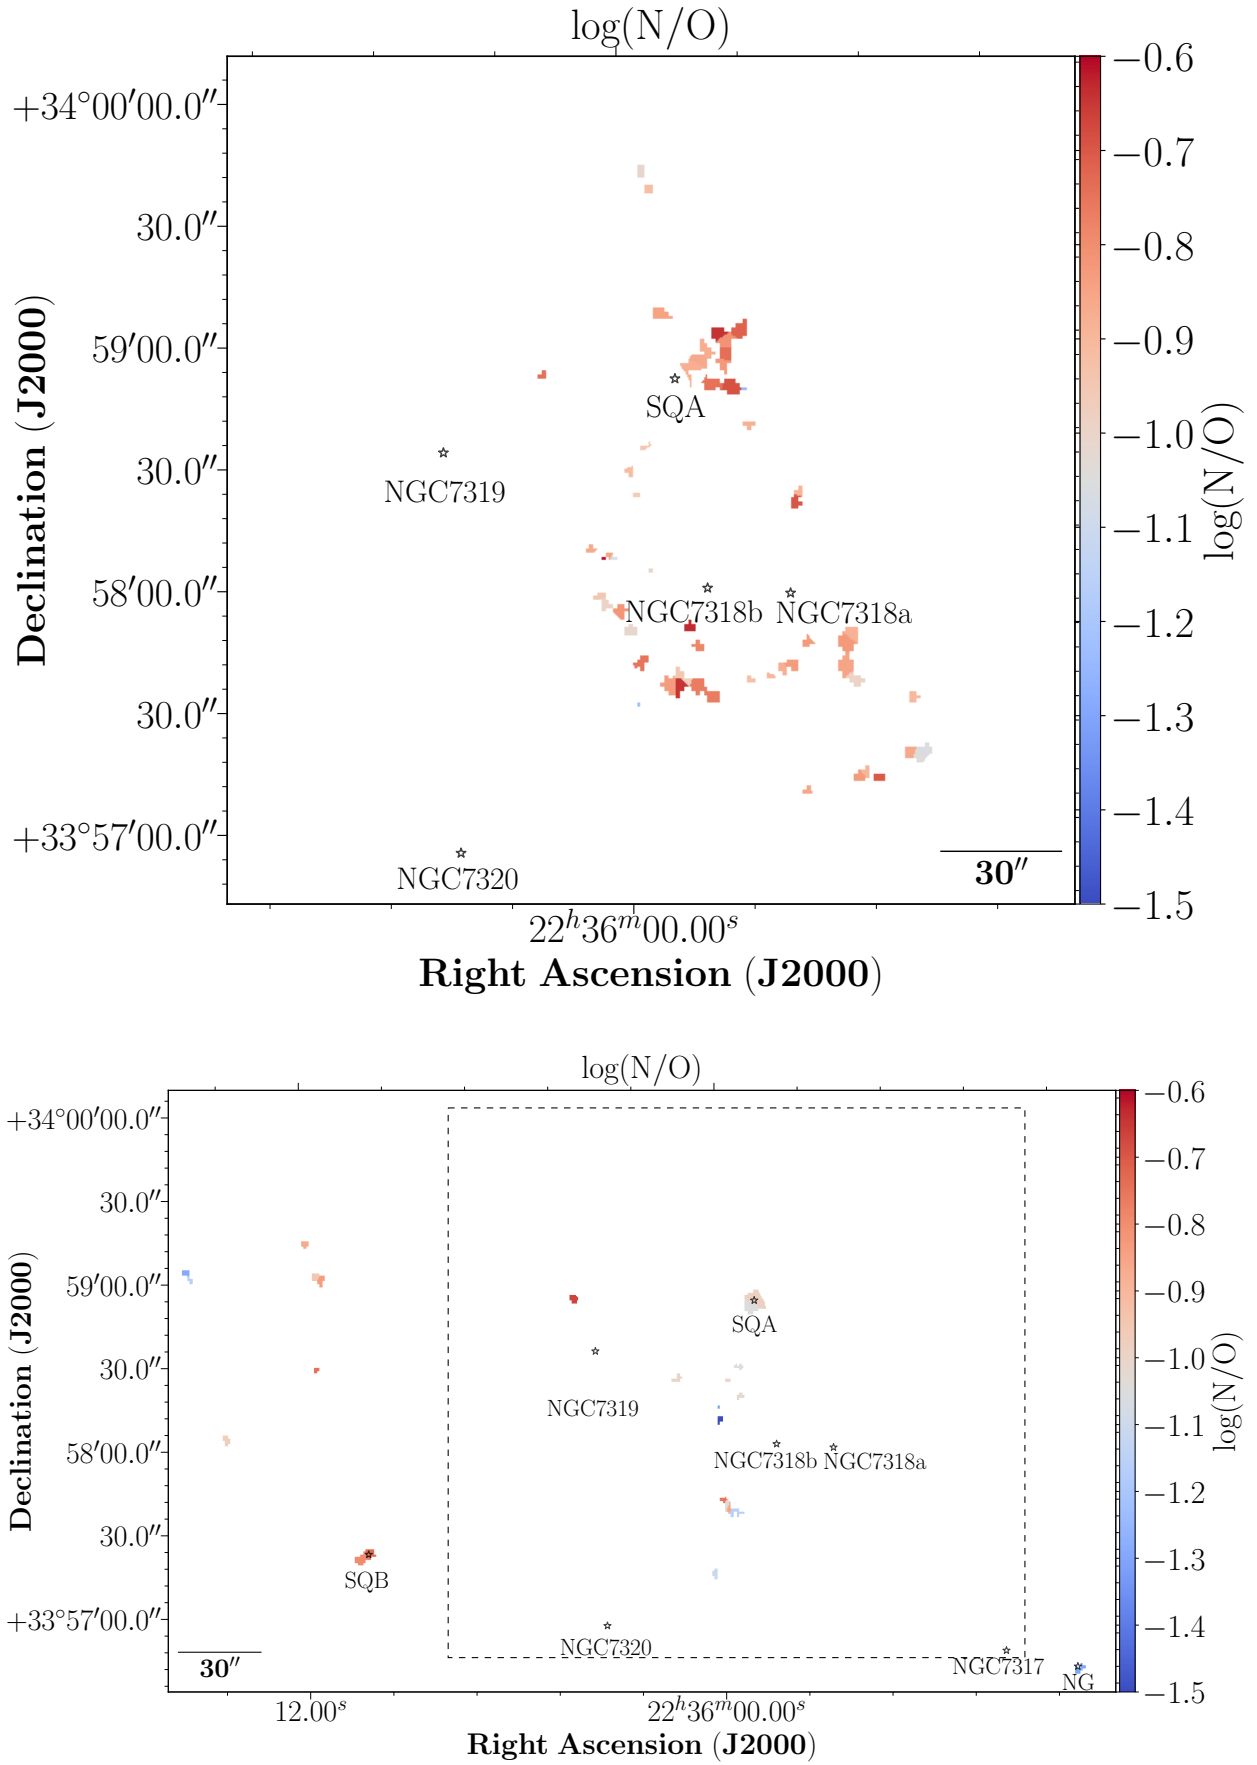 log(N/O)
+34°00′00.0″
30.0″
59′00.0″
30.0″
58′00.0″
30.0″
+33°57′00.0″
Declination (J2000)
SQA
NGC7319
NGC7318b
NGC7318a
NGC7320
30″
22h36m00.00s
Right Ascension (J2000)
−0.6
−0.7
−0.8
−0.9
−1.0
−1.1
−1.2
−1.3
−1.4
−1.5
log(N/O)
log(N/O)
+34°00′00.0″
30.0″
59′00.0″
30.0″
58′00.0″
30.0″
+33°57′00.0″
Declination (J2000)
SQA
NGC7319
NGC7318b
NGC7318a
SQB
NGC7320
NGC7317
NG
30″
12.00s
22h36m00.00s
Right Ascension (J2000)
−0.6
−0.7
−0.8
−0.9
−1.0
−1.1
−1.2
−1.3
−1.4
−1.5
log(N/O)